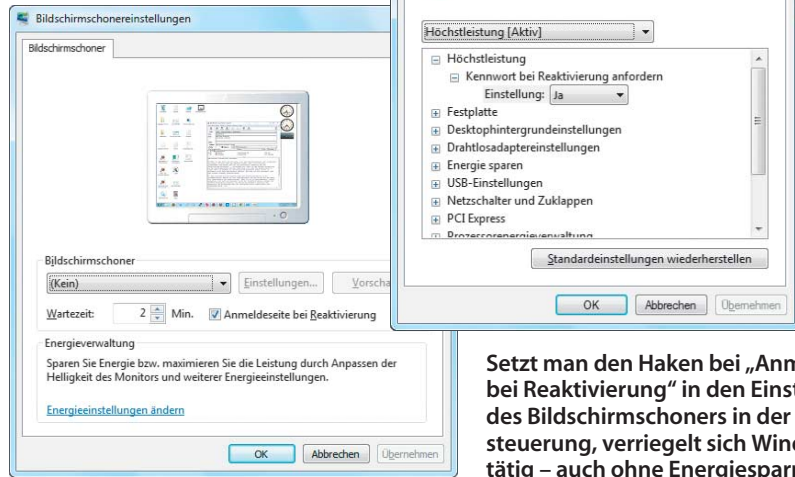 Bildschirmschonereinstellungen
Bildschirmschoner
Bildschirmschoner
(Kein)
Einstellungen...
Wartezeit: 2 Min. Anmeldeseite bei Reaktivierung
Energieverwaltung
Sparen Sie Energie bzw. maximieren Sie die Leistung durch Anpassen der
Helligkeit des Monitors und weiterer Energieeinstellungen.
Energieeinstellungen ändern
OK Abbrechen Übernehmen
Höchstleistung [Aktiv]
Höchstleistung
Kennwort bei Reaktivierung anfordern
Einstellung: Ja
Festplatte
Desktophintergrundeinstellungen
Drahtlosadaptereinstellungen
Energie sparen
USB-Einstellungen
Netzschalter und Zuklappen
PCI Express
Prozessorenergieverwaltung
Standardeinstellungen wiederherstellen
OK Abbrechen Übernehmen
Setzt man den Haken bei „Anm
bei Reaktivierung“ in den Einst
des Bildschirmschoners in der
steuerung, verriegelt sich Wind
tätig – auch ohne Energiesparr